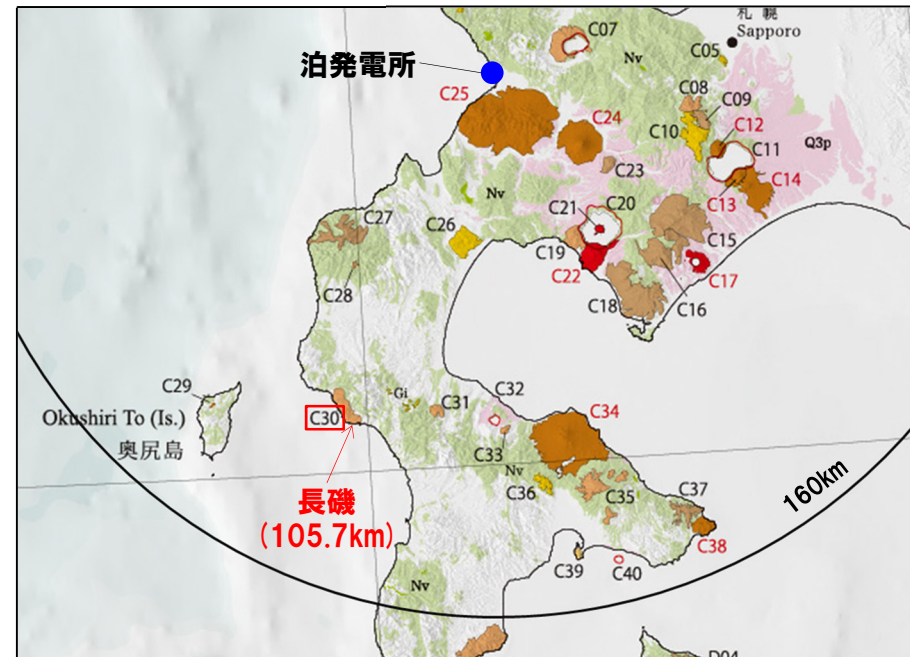 札幌
Sapporo
C07
Nv
C05
泊発電所
C25
C24
C08
C09
C10
C12
C11
Q3p
C23
C14
C13
Nv
C21
C20
C27
C26
C19
C15
C22
C17
C28
C18
C16
C29
Okushiri To (Is.)
奥尻島
C30
Gi
C31
C32
C34
C33
長磯
(105.7km)
Nv
C36
C35
C37
160km
C38
C39
C40
Nv
D04